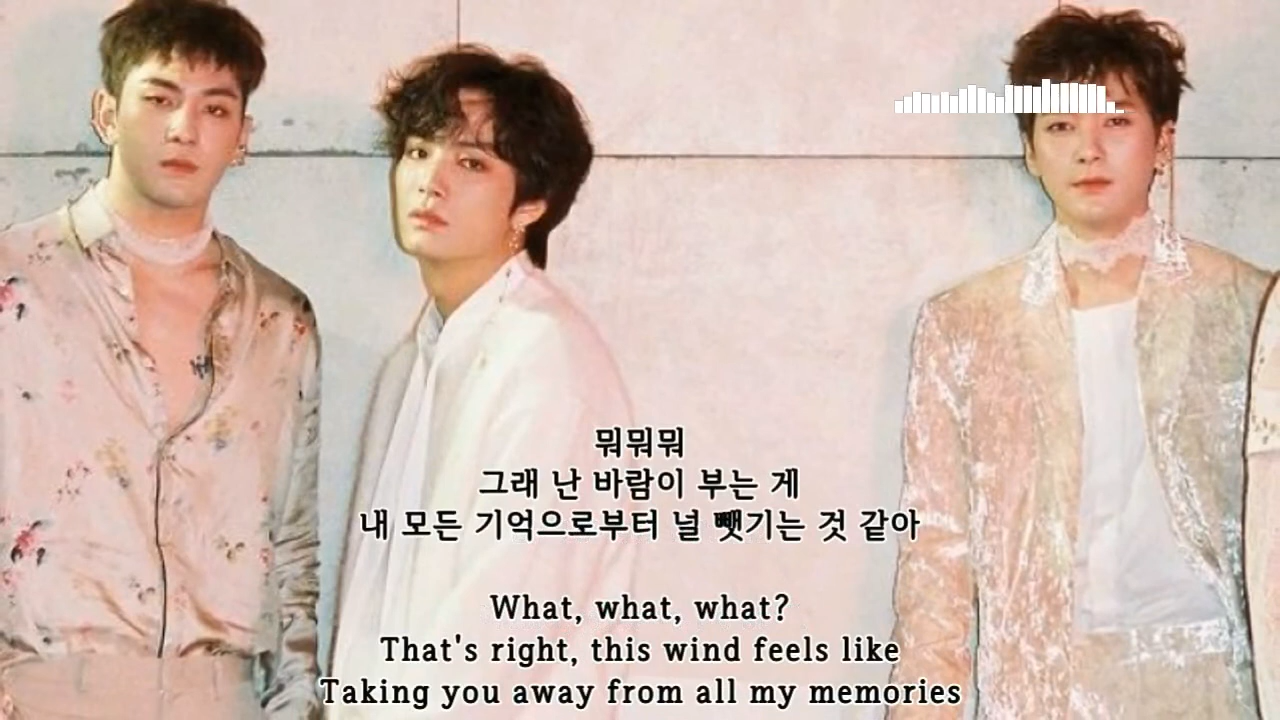 뭐뭐뭐
그래 난 바람이 부는 게
내 모든 기억으로부터 널 뺏기는 것 같아
What, what, what?
That's right, this wind feels like
Taking you away from all my memories